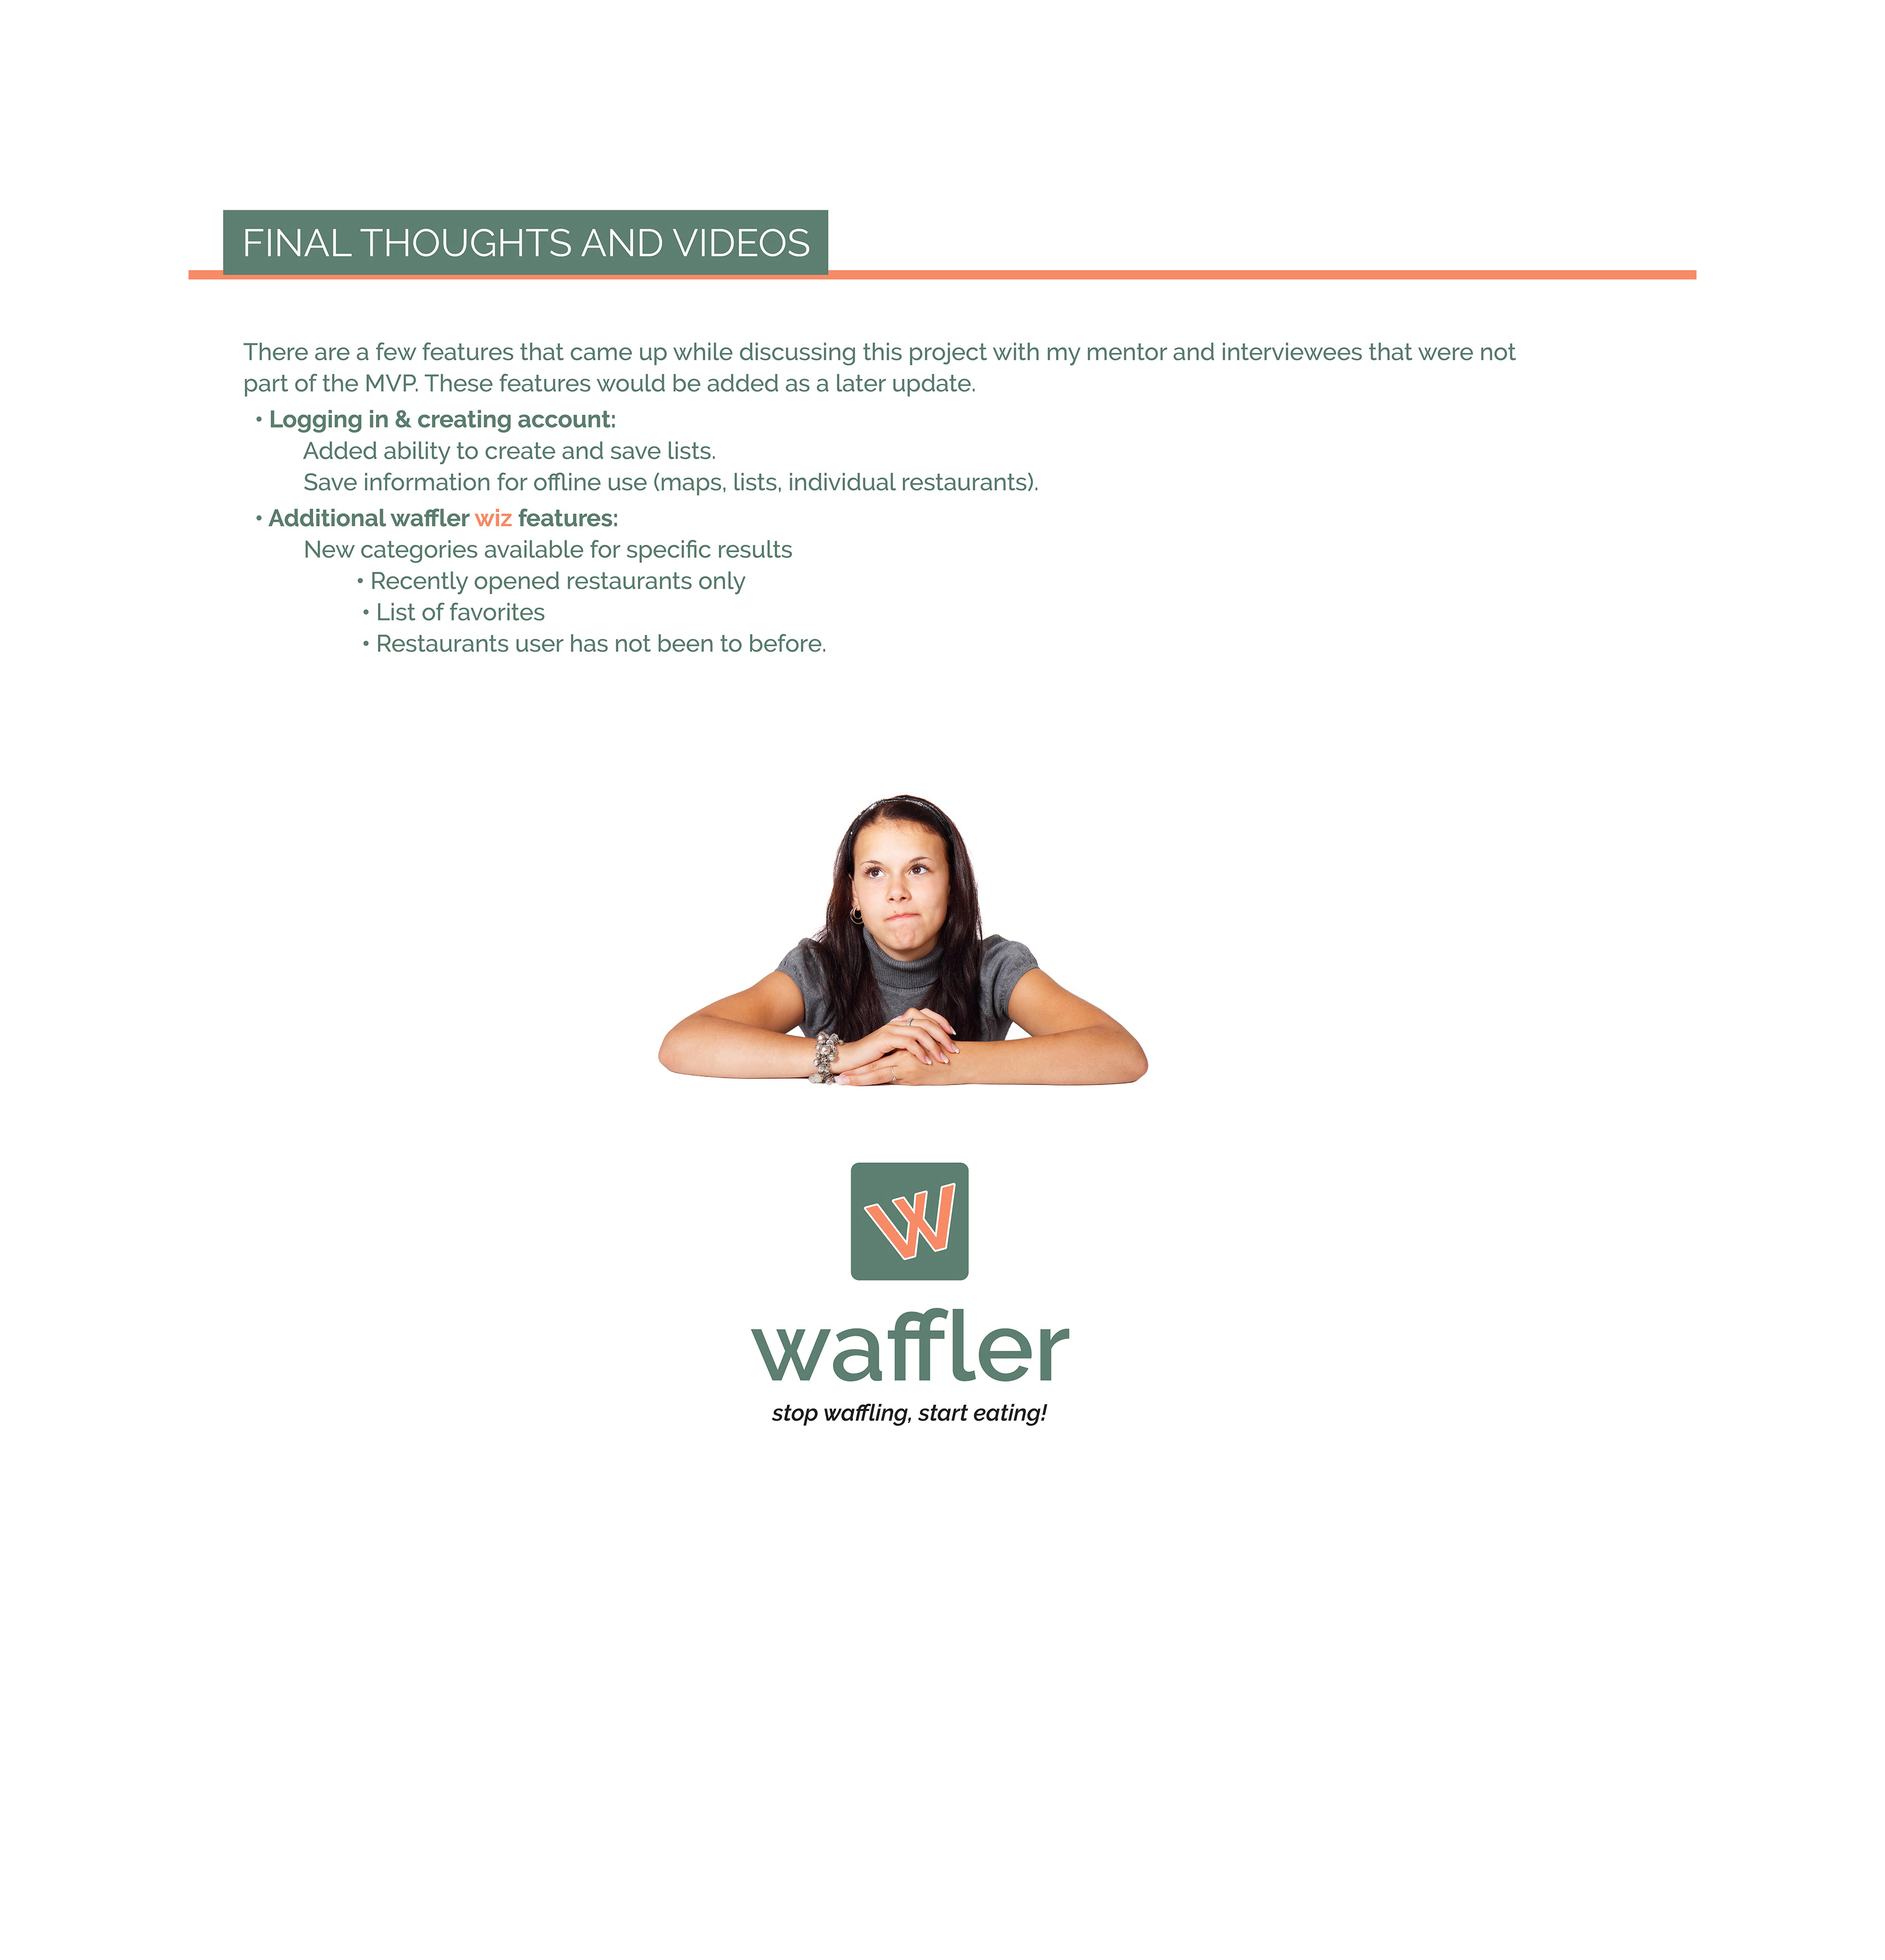 FINAL THOUGHTS AND VIDEOS
There are a few features that came up while discussing this project with my mentor and interviewees that were not
part of the MVP. These features would be added as a later update.
• Logging in & creating account:
Added ability to create and save lists.
Save information for offline use (maps, lists, individual restaurants).
• Additional waffler wiz features:
New categories available for specific results
• Recently opened restaurants only
• List of favorites
• Restaurants user has not been to before.
W
waffler
stop waffling, start eating!